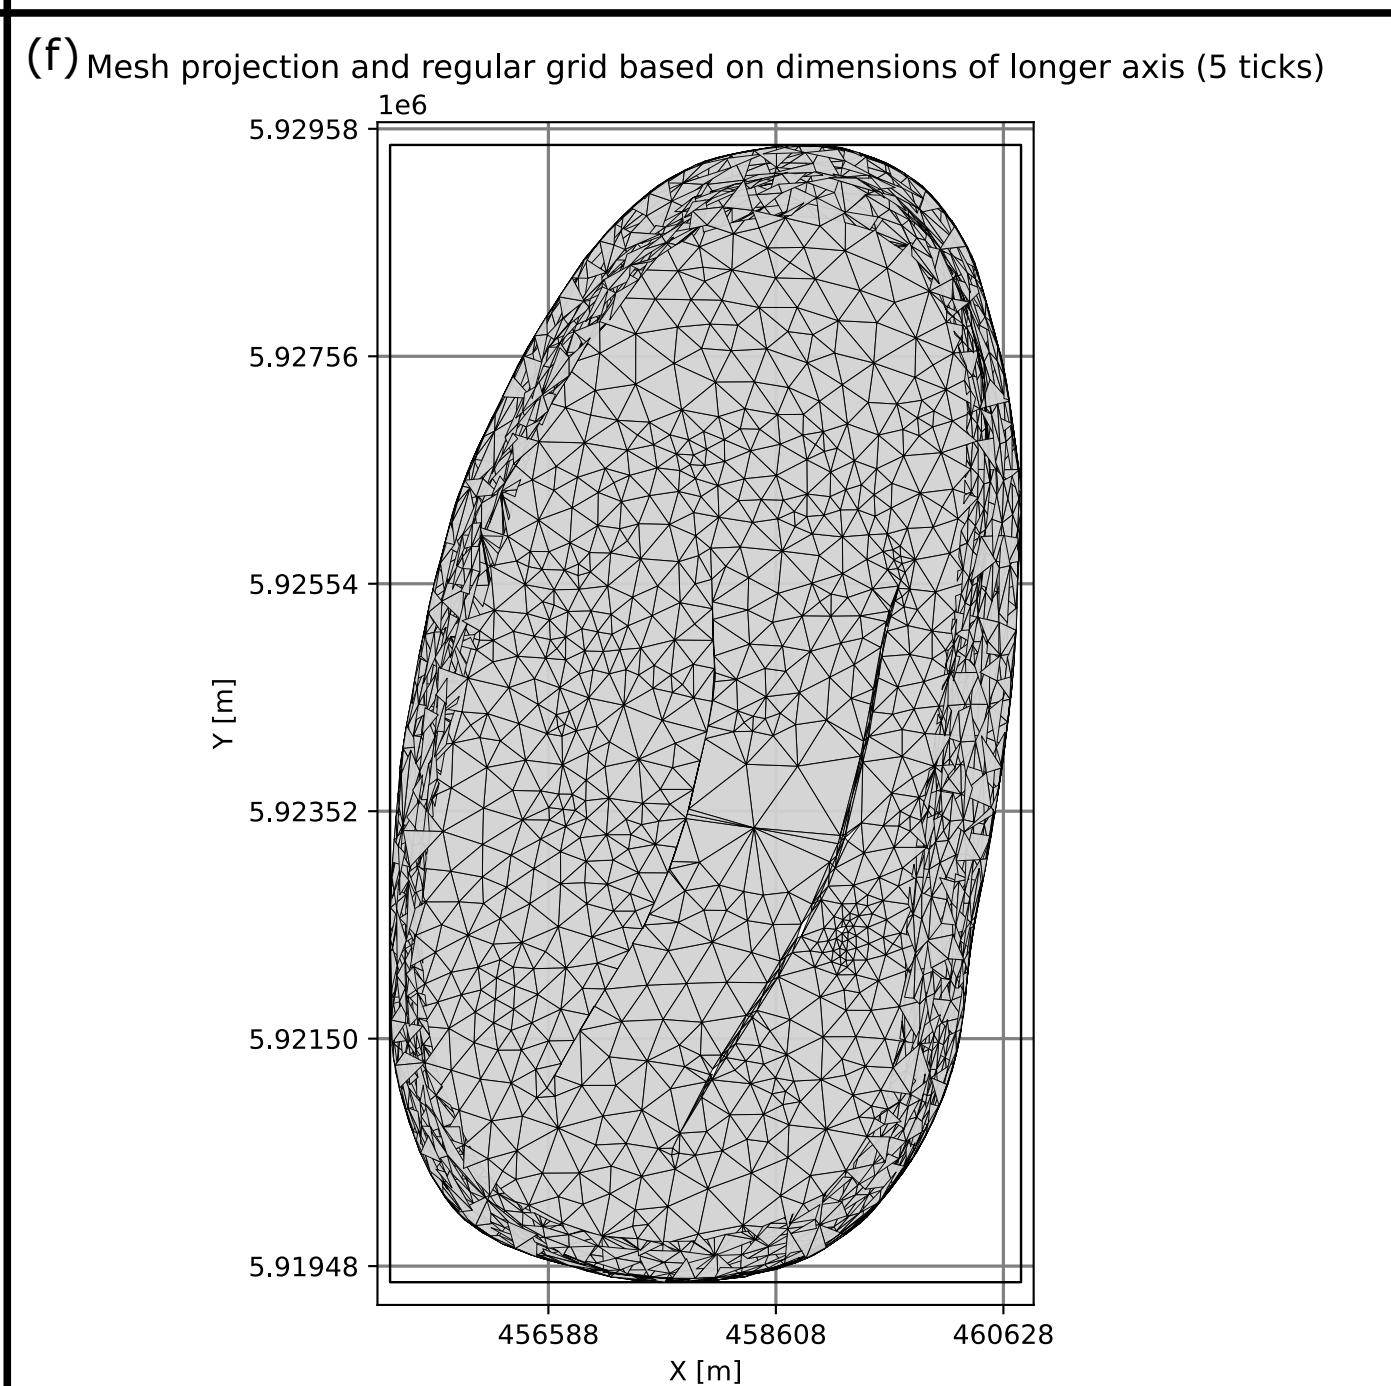 (f) Mesh projection and regular grid based on dimensions of longer axis (5 ticks)
1e6
5.92958
5.92756
5.92554
Y [m]
5.92352
5.92150
5.91948
456588 458608 460628
X [m]